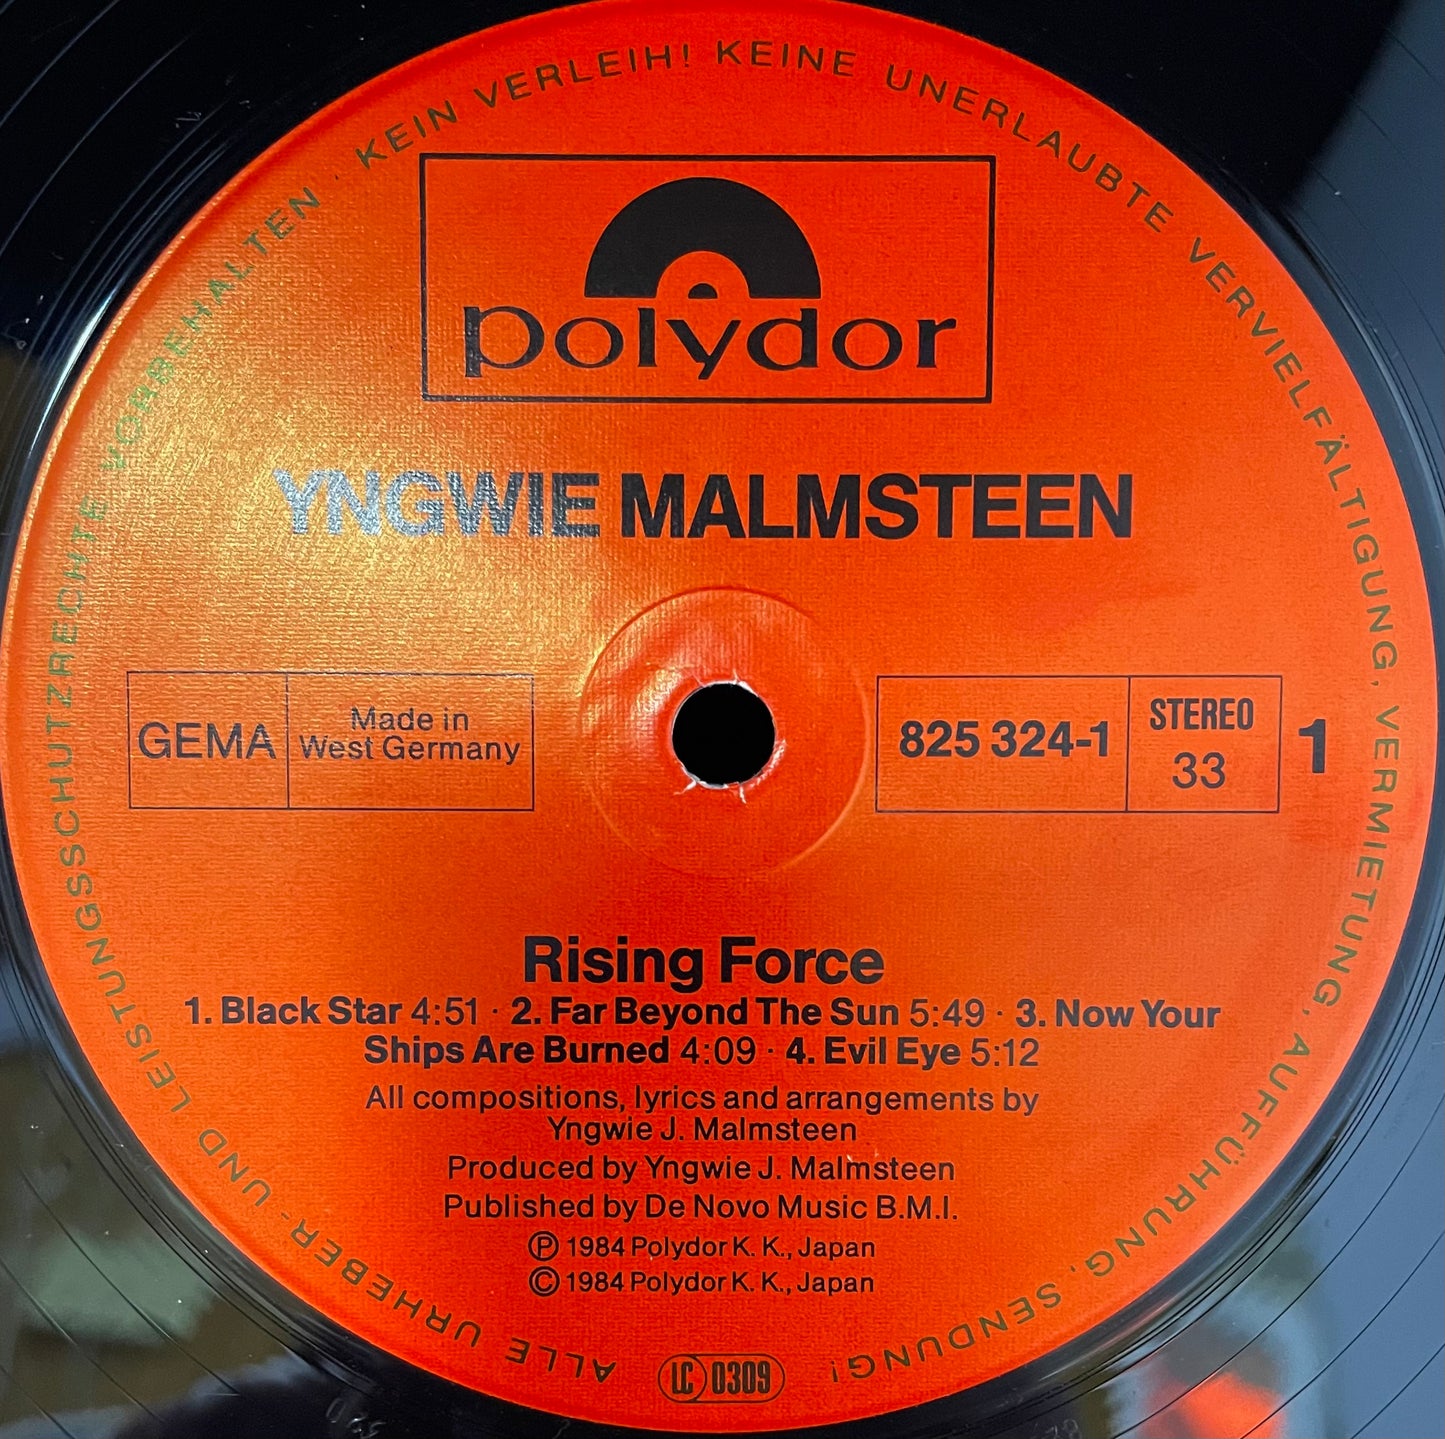 ALLE URHEBER- UND LEISTUNGSSCHUTZRECHTE VORBEHALTEN · KEIN VERLEIH! KEINE UNERLAUBTE VERVIELFÄLTIGUNG, VERMIETUNG, AUFFÜHRUNG, SENDUNG!
polydor
YNGWIE MALMSTEEN
GEMA
Made in
West Germany
825 324-1
STEREO
33
1
Rising Force
1. Black Star 4:51 · 2. Far Beyond The Sun 5:49 · 3. Now Your
Ships Are Burned 4:09 · 4. Evil Eye 5:12
All compositions, lyrics and arrangements by
Yngwie J. Malmsteen
Produced by Yngwie J. Malmsteen
Published by De Novo Music B.M.I.
℗ 1984 Polydor K. K., Japan
© 1984 Polydor K. K., Japan
LC 0309